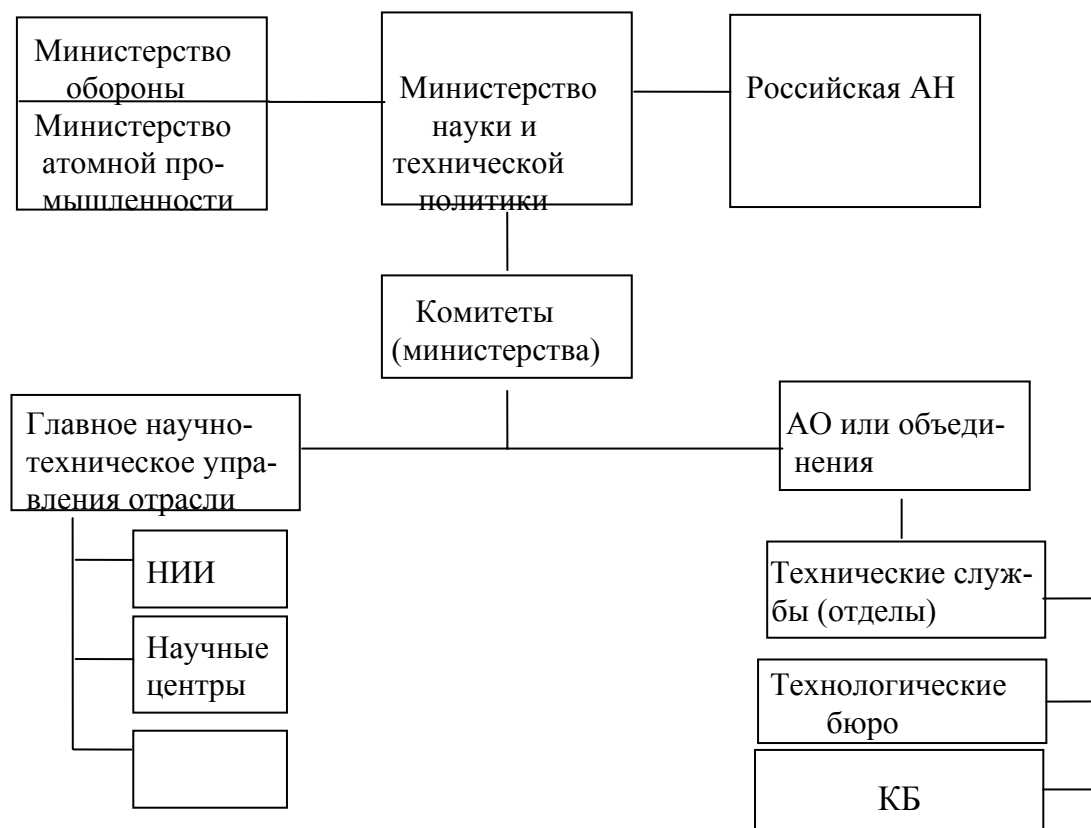 Министерство
обороны
Министерство
атомной про-
мышленности
Министерство
науки и
технической
политики
Российская АН
Комитеты
(министерства)
Главное научно-
техническое упра-
вления отрасли
НИИ
Научные
центры
АО или объеди-
нения
Технические служ-
бы (отделы)
Технологические
бюро
КБ